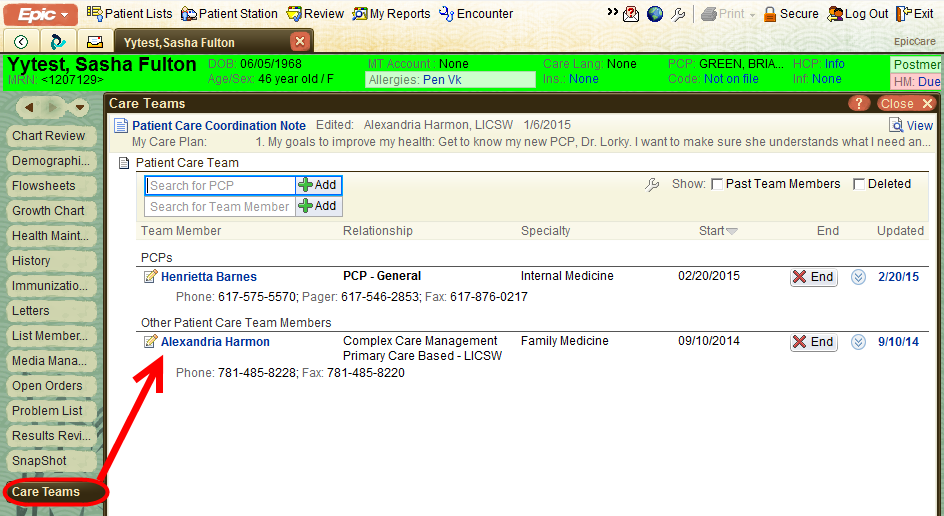 Epic Patient Lists Patient Station Review My Reports Encounter Print Secure Log Out Exit
Yytest,Sasha Fulton EpicCare
Yytest, Sasha Fulton DOB: 06/05/1968 MT Account: None Care Lang: None PCP: GREEN, BRIA... HCP: Info Postmer
MRN: <1207129> Age/Sex: 46 year old / F Allergies: Pen Vk Ins.: None Code: Not on file Inf: None HM: Due
Care Teams ? Close
Chart Review
Demographi...
Flowsheets
Growth Chart
Health Maint...
History
Immunizatio...
Letters
List Member...
Media Mana...
Open Orders
Problem List
Results Revi...
SnapShot
Care Teams
Patient Care Coordination Note Edited: Alexandria Harmon, LICSW 1/6/2015 View
My Care Plan: 1. My goals to improve my health: Get to know my new PCP, Dr. Lorky. I want to make sure she understands what I need an...
Patient Care Team
Search for PCP Add Show: Past Team Members Deleted
Search for Team Member Add
Team Member Relationship Specialty Start End Updated
PCPs
Henrietta Barnes PCP - General Internal Medicine 02/20/2015 End 2/20/15
Phone: 617-575-5570; Pager: 617-546-2853; Fax: 617-876-0217
Other Patient Care Team Members
Alexandria Harmon Complex Care Management Family Medicine 09/10/2014 End 9/10/14
Primary Care Based - LICSW
Phone: 781-485-8228; Fax: 781-485-8220